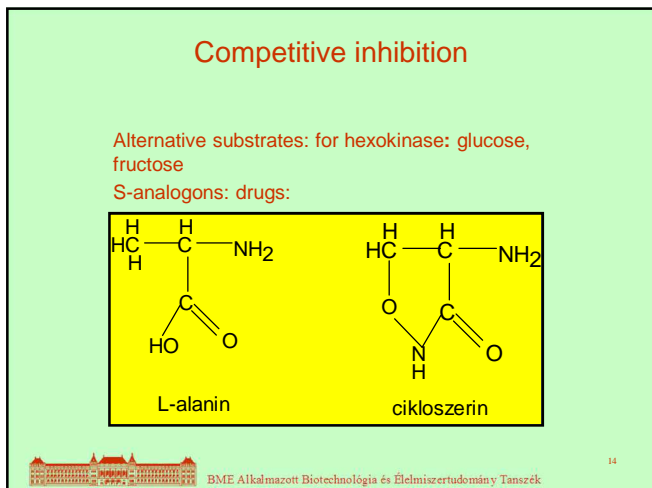 Competitive inhibition
Alternative substrates: for hexokinase: glucose,
fructose
S-analogons: drugs:
H H
HC C NH2
H
C
HO O
L-alanin
H H
HC C NH2
O C
N O
H
cikloszerin
14
BME Alkalmazott Biotechnológia és Élelmiszertudomány Tanszék